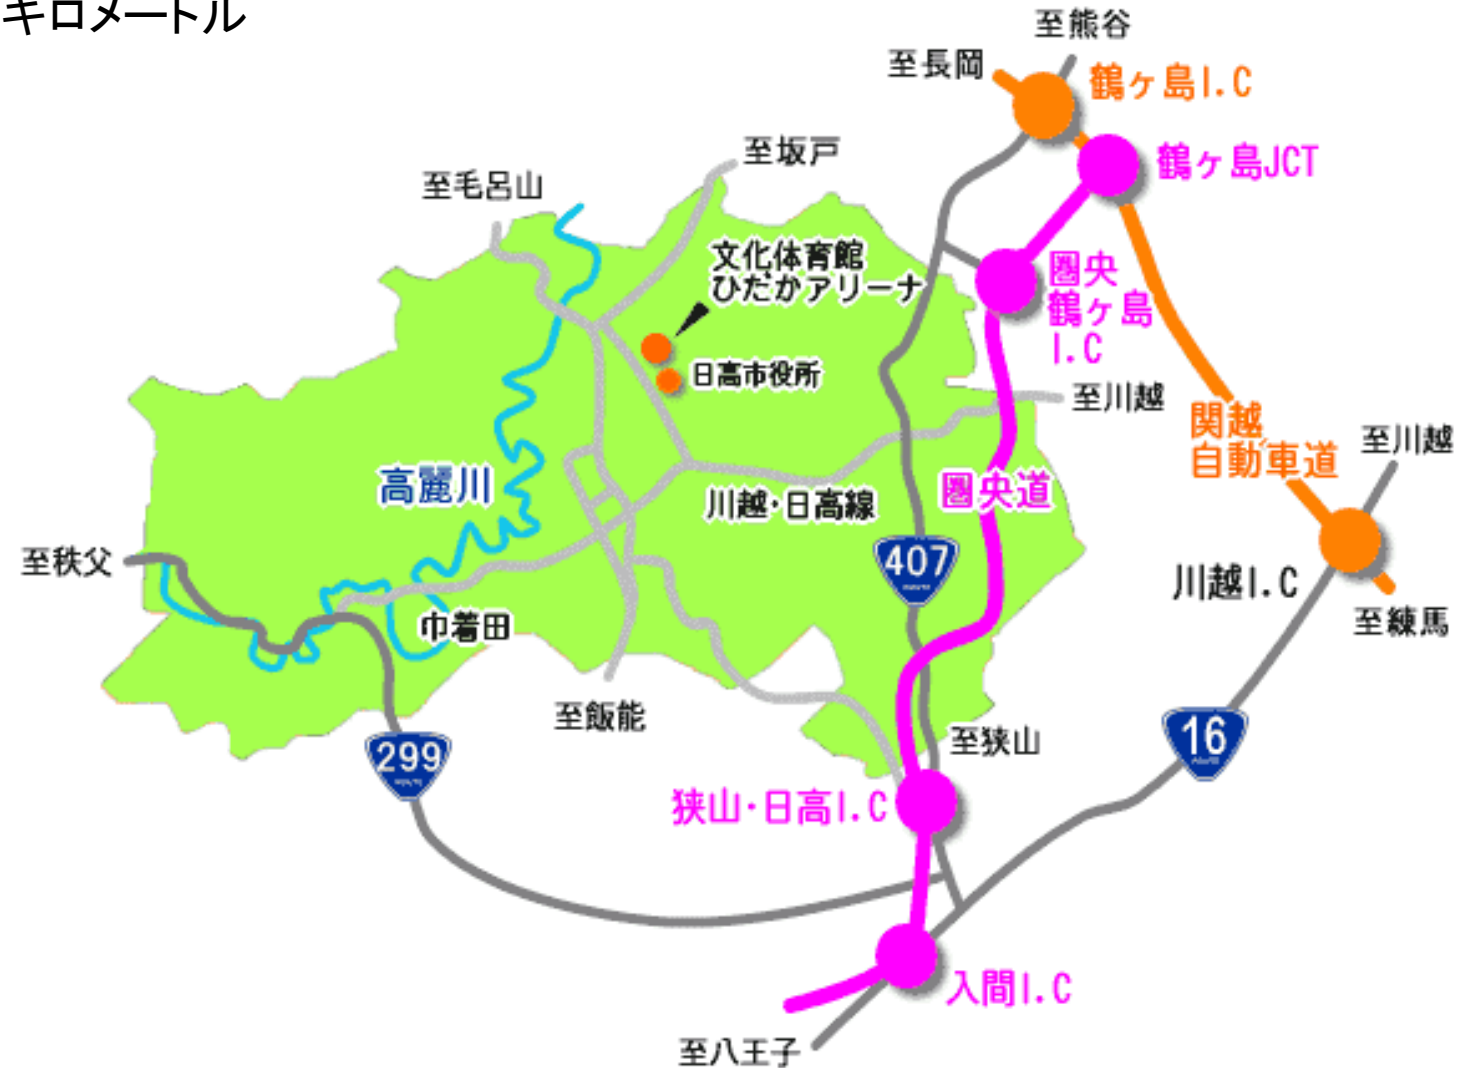 キロメートル
至熊谷
至長岡
鶴ヶ島I.C
至坂戸
鶴ヶ島JCT
至毛呂山
文化体育館
ひだかアリーナ
圏央
鶴ヶ島
I.C
日高市役所
至川越
関越
自動車道
至川越
高麗川
圏央道
川越・日高線
至秩父
407
川越I.C
巾着田
至練馬
至飯能
299
至狭山
16
狭山・日高I.C
入間I.C
至八王子